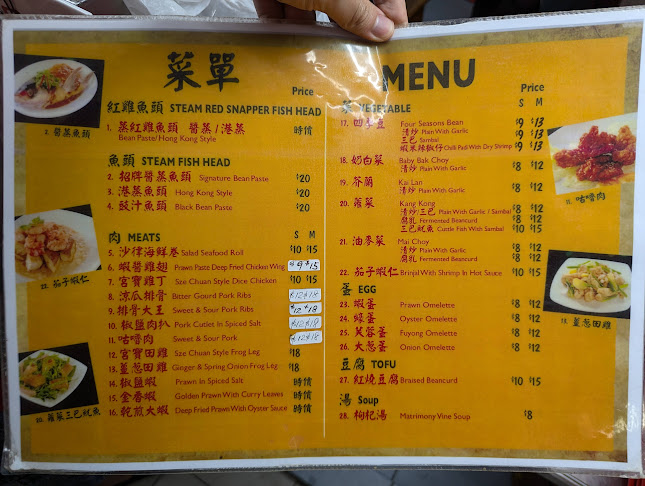 菜單
Price
紅雞魚頭 STEAM RED SNAPPER FISH HEAD
1. 蒸紅雞魚頭 醬蒸/港蒸 時價
Bean Paste/Hong Kong Style
魚頭 STEAM FISH HEAD
2. 招牌醬蒸魚頭 Signature Bean Paste $20
3. 港蒸魚頭 Hong Kong Style $20
4. 豉汁魚頭 Black Bean Paste $20
肉 MEATS S M
5. 沙律海鮮卷 Salad Seafood Roll $10 $15
6. 蝦醬雞翅 Prawn Paste Deep Fried Chicken Wing $9 $15
7. 宮寶雞丁 Sze Chuan Style Dice Chicken $10 $15
8. 涼瓜排骨 Bitter Gourd Pork Ribs $12 $18
9. 排骨大王 Sweet & Sour Pork Ribs $12 $18
10. 椒鹽肉扒 Pork Cutlet In Spiced Salt $12 $18
11. 咕嚕肉 Sweet & Sour Pork $12 $18
12. 宮寶田雞 Sze Chuan Style Frog Leg $18
13. 薑葱田雞 Ginger & Spring Onion Frog Leg $18
14. 椒鹽蝦 Prawn In Spiced Salt 時價
15. 金香蝦 Golden Prawn With Curry Leaves 時價
16. 乾煎大蝦 Deep Fried Prawn With Oyster Sauce 時價
2. 醬蒸魚頭
22. 茄子蝦仁
20. 蕹菜三巴魷魚
MENU
Price
菜 VEGETABLE S M
17. 四季豆 Four Seasons Bean
清炒 Plain With Garlic $9 $13
三巴 Sambal
蝦米辣椒仔 Chili Padi With Dry Shrimp $9 $13
18. 奶白菜 Baby Bak Choy
清炒 Plain With Garlic $8 $12
19. 芥蘭 Kai Lan
清炒 Plain With Garlic $8 $12
20. 蕹菜 Kang Kong
清炒/三巴 Plain With Garlic / Sambal $8 $12
腐乳 Fermented Beancurd $8 $12
三巴魷魚 Cuttle Fish With Sambal $10 $15
21. 油麥菜 Mai Choy
清炒 Plain With Garlic $8 $12
腐乳 Fermented Beancurd $8 $12
22. 茄子蝦仁 Brinjal With Shrimp In Hot Sauce $10 $15
蛋 EGG
23. 蝦蛋 Prawn Omelette $8 $12
24. 蠔蛋 Oyster Omelette $8 $12
25. 芙蓉蛋 Fuyong Omelette $8 $12
26. 大葱蛋 Onion Omelette $8 $12
豆腐 TOFU
27. 紅燒豆腐 Braised Beancurd $10 $15
湯 Soup
28. 枸杞湯 Matrimony Vine Soup $8
11. 咕嚕肉
13. 薑葱田雞